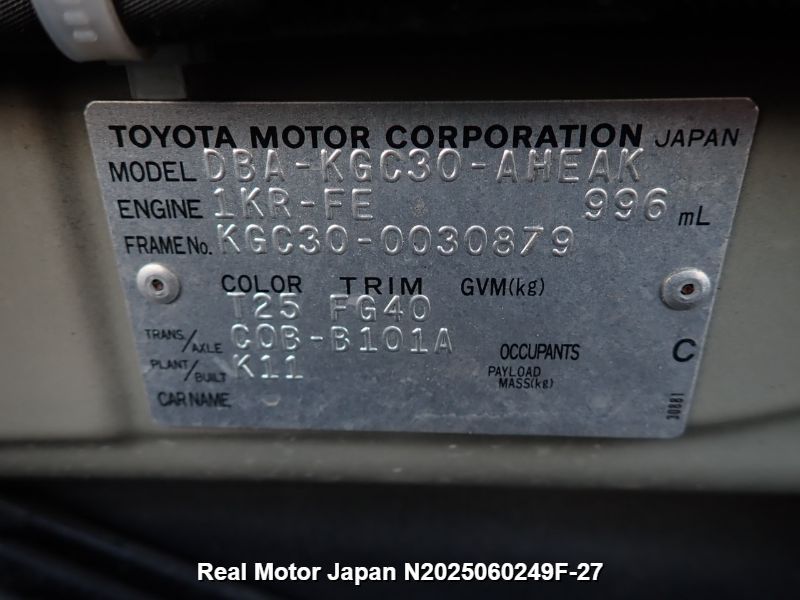 TOYOTA MOTOR CORPORATION JAPAN
MODEL DBA-KGC30-AHEAK
ENGINE 1KR-FE 996 mL
FRAME No. KGC30-0030879
COLOR TRIM GVM(kg)
T25 FG40
TRANS/AXLE C0B-B101A
OCCUPANTS C
PLANT/BUILT K11
PAYLOAD MASS(kg)
CAR NAME
30881
Real Motor Japan N2025060249F-27